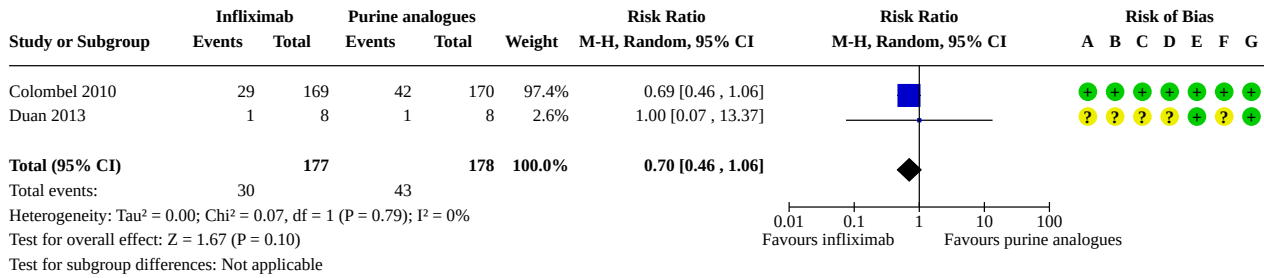 Infliximab Purine analogues Risk Ratio Risk Ratio Risk of Bias
Study or Subgroup Events Total Events Total Weight M-H, Random, 95% CI M-H, Random, 95% CI A B C D E F G
Colombel 2010 29 169 42 170 97.4% 0.69 [0.46 , 1.06] + + + + + + +
Duan 2013 1 8 1 8 2.6% 1.00 [0.07 , 13.37] ? ? ? ? + ? +
Total (95% CI) 177 178 100.0% 0.70 [0.46 , 1.06]
Total events: 30 43
Heterogeneity: Tau² = 0.00; Chi² = 0.07, df = 1 (P = 0.79); I² = 0%
0.01 0.1 1 10 100
Test for overall effect: Z = 1.67 (P = 0.10) Favours infliximab Favours purine analogues
Test for subgroup differences: Not applicable